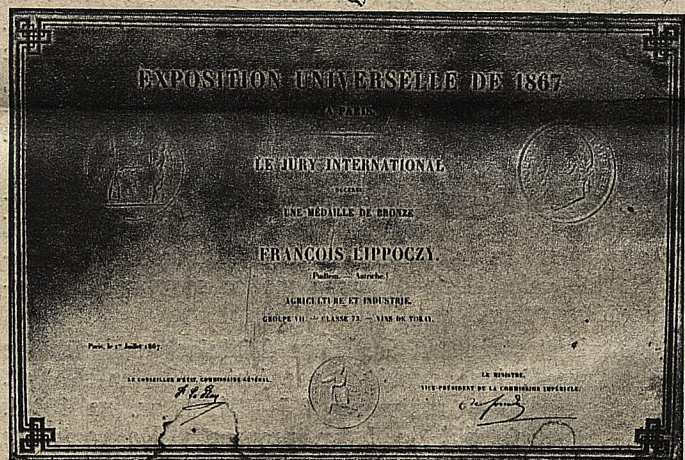 EXPOSITION UNIVERSELLE DE 1867
A PARIS
LE JURY INTERNATIONAL
DÉCERNE
UNE MÉDAILLE DE BRONZE
FRANÇOIS LIPPOCZY.
Autriche.)
AGRICULTURE ET INDUSTRIE.
GROUPE VII. — CLASSE 73. — VINS DE TOKAY.
Paris, le 1er Juillet 1867.
LE CONSEILLER D'ÉTAT, COMMISSAIRE GÉNÉRAL
LE MINISTRE,
VICE-PRÉSIDENT DE LA COMMISSION IMPÉRIALE.